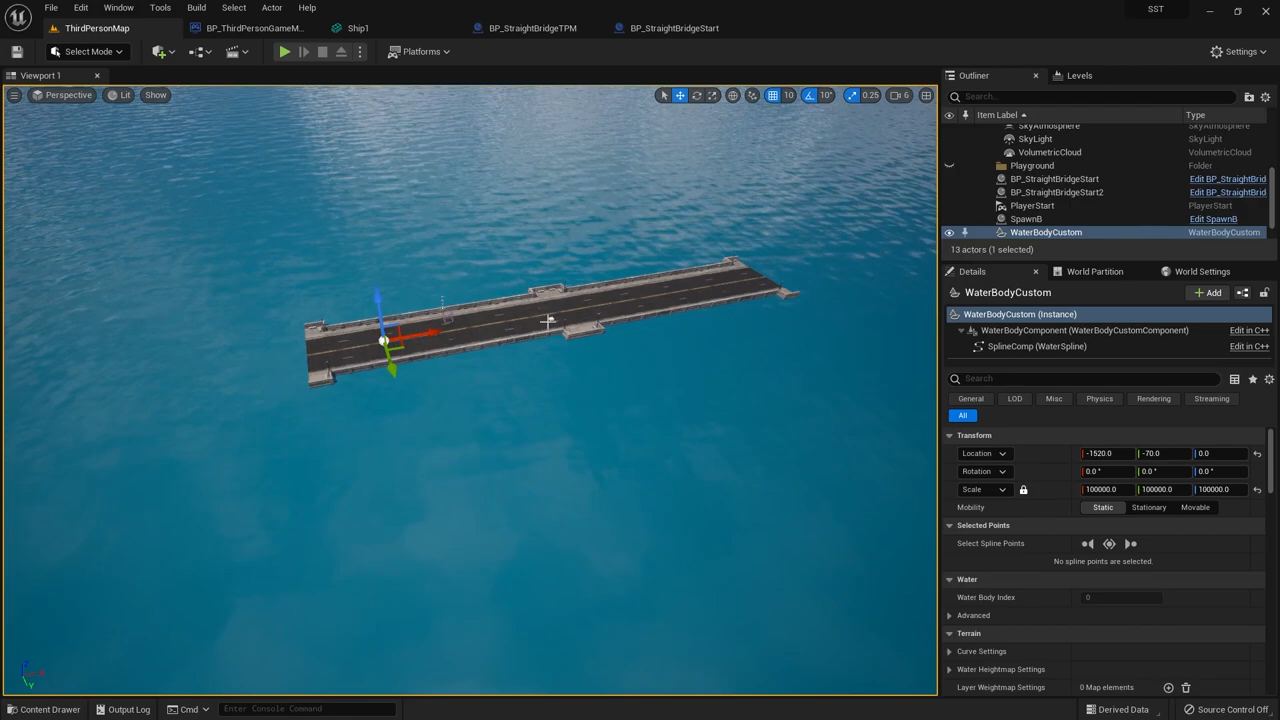 File Edit Window Tools Build Select Actor Help
SST
ThirdPersonMap
BP_ThirdPersonGameM...
Ship1
BP_StraightBridgeTPM
BP_StraightBridgeStart
Select Mode
Platforms
Settings
Viewport 1
Perspective Lit Show
10 10° 0.25 6
Outliner
Levels
Search...
Item Label Type
SkyAtmosphere SkyAtmosphere
SkyLight SkyLight
VolumetricCloud VolumetricCloud
Playground Folder
BP_StraightBridgeStart Edit BP_StraightBrid
BP_StraightBridgeStart2 Edit BP_StraightBrid
PlayerStart PlayerStart
SpawnB Edit SpawnB
WaterBodyCustom WaterBodyCustom
13 actors (1 selected)
Details
World Partition
World Settings
WaterBodyCustom
Add
WaterBodyCustom (Instance)
WaterBodyComponent (WaterBodyCustomComponent) Edit in C++
SplineComp (WaterSpline) Edit in C++
Search
General LOD Misc Physics Rendering Streaming
All
Transform
Location -1520.0 -70.0 0.0
Rotation 0.0 ° 0.0 ° 0.0 °
Scale 100000.0 100000.0 100000.0
Mobility Static Stationary Movable
Selected Points
Select Spline Points
No spline points are selected.
Water
Water Body Index 0
Advanced
Terrain
Curve Settings
Water Heightmap Settings
Layer Weightmap Settings 0 Map elements
Z
X
Y
Content Drawer
Output Log
Cmd
Enter Console Command
Derived Data
Source Control Off